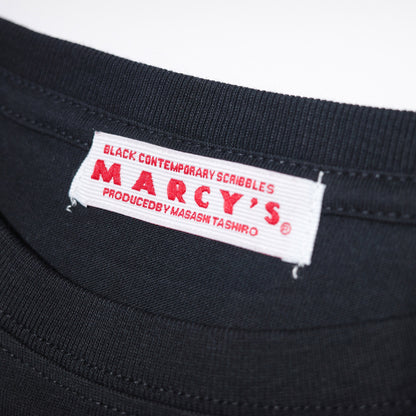 BLACK CONTEMPORARY SCRIBBLES
MARCY'S®
PRODUCED BY MASASHI TASHIRO